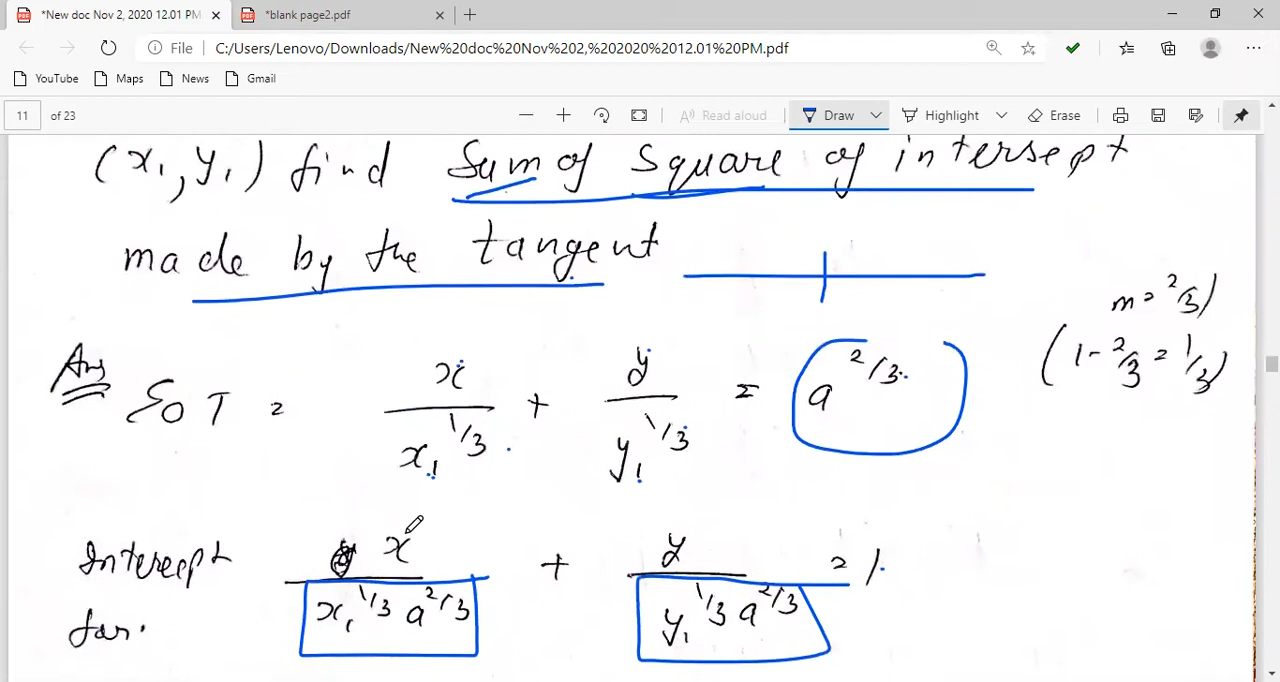 *New doc Nov 2, 2020 12.01 PM.pdf
*blank page2.pdf
File C:/Users/Lenovo/Downloads/New%20doc%20Nov%202,%202020%2012.01%20PM.pdf
YouTube Maps News Gmail
11 of 23 Read aloud Draw Highlight Erase
(x₁, y₁) find Sum of Square of intersept
made by the tangent
m = 2/3)
(1 - 2/3 = 1/3)
Ans EOT = x/x₁^1/3 + y/y₁^1/3 = a^2/3
Intercept x/x₁^1/3 a^2/3 + y/y₁^1/3 a^2/3 = 1